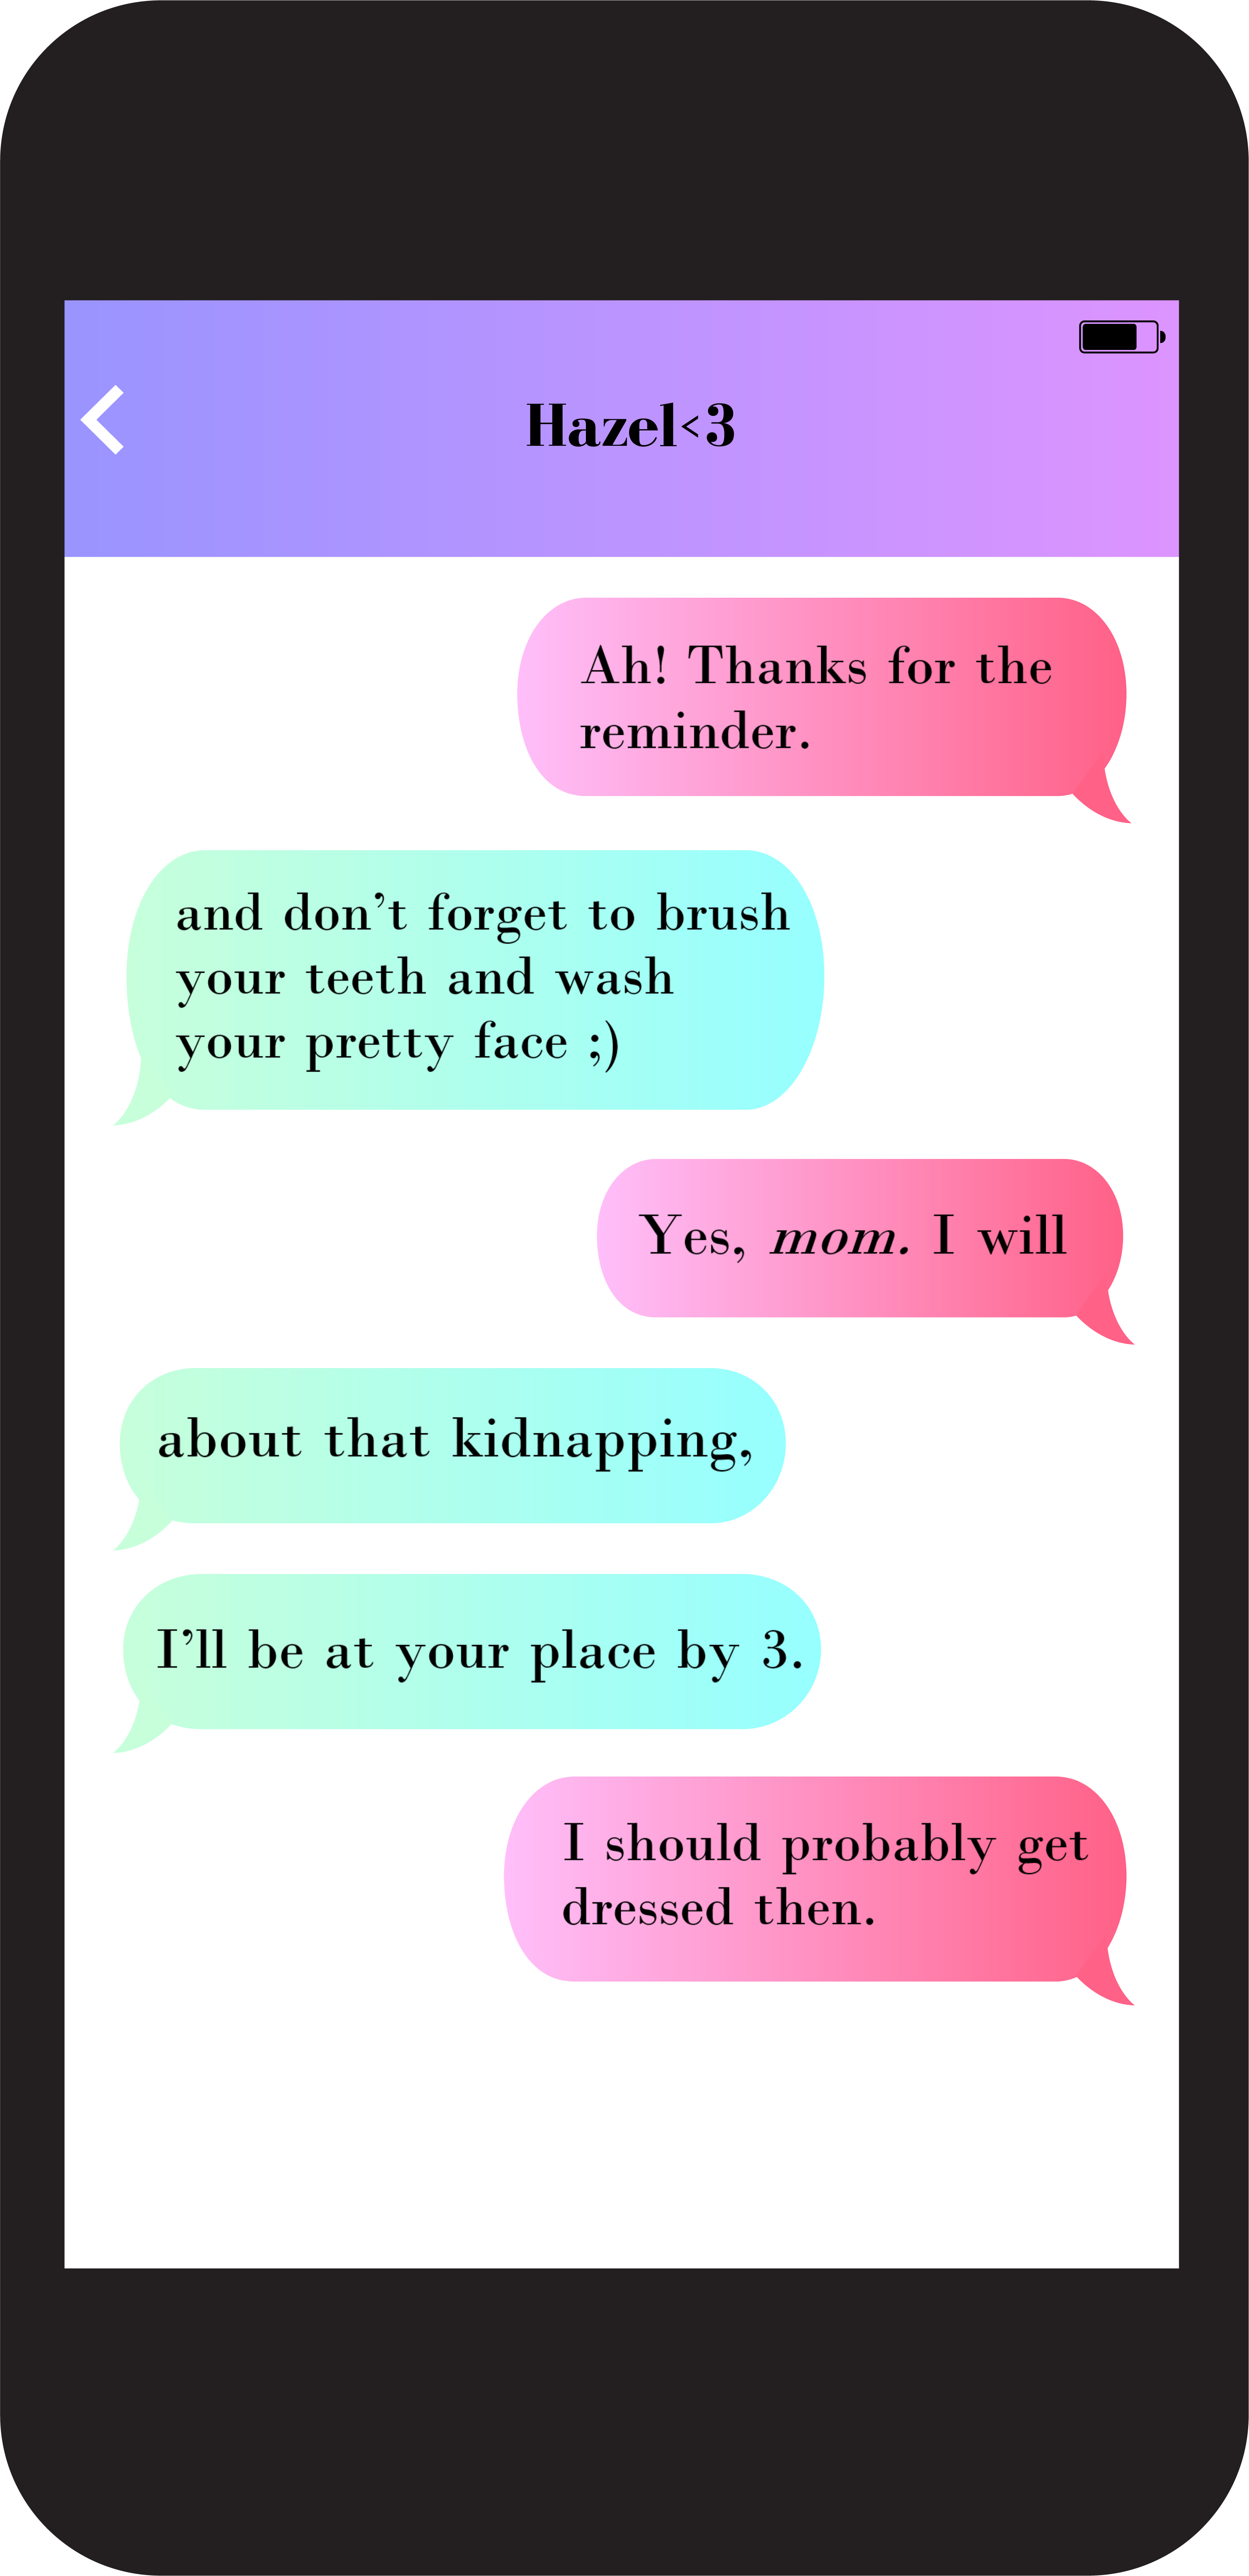 Hazel<3
Ah! Thanks for the
reminder.
and don’t forget to brush
your teeth and wash
your pretty face ;)
Yes, mom. I will
about that kidnapping,
I’ll be at your place by 3.
I should probably get
dressed then.